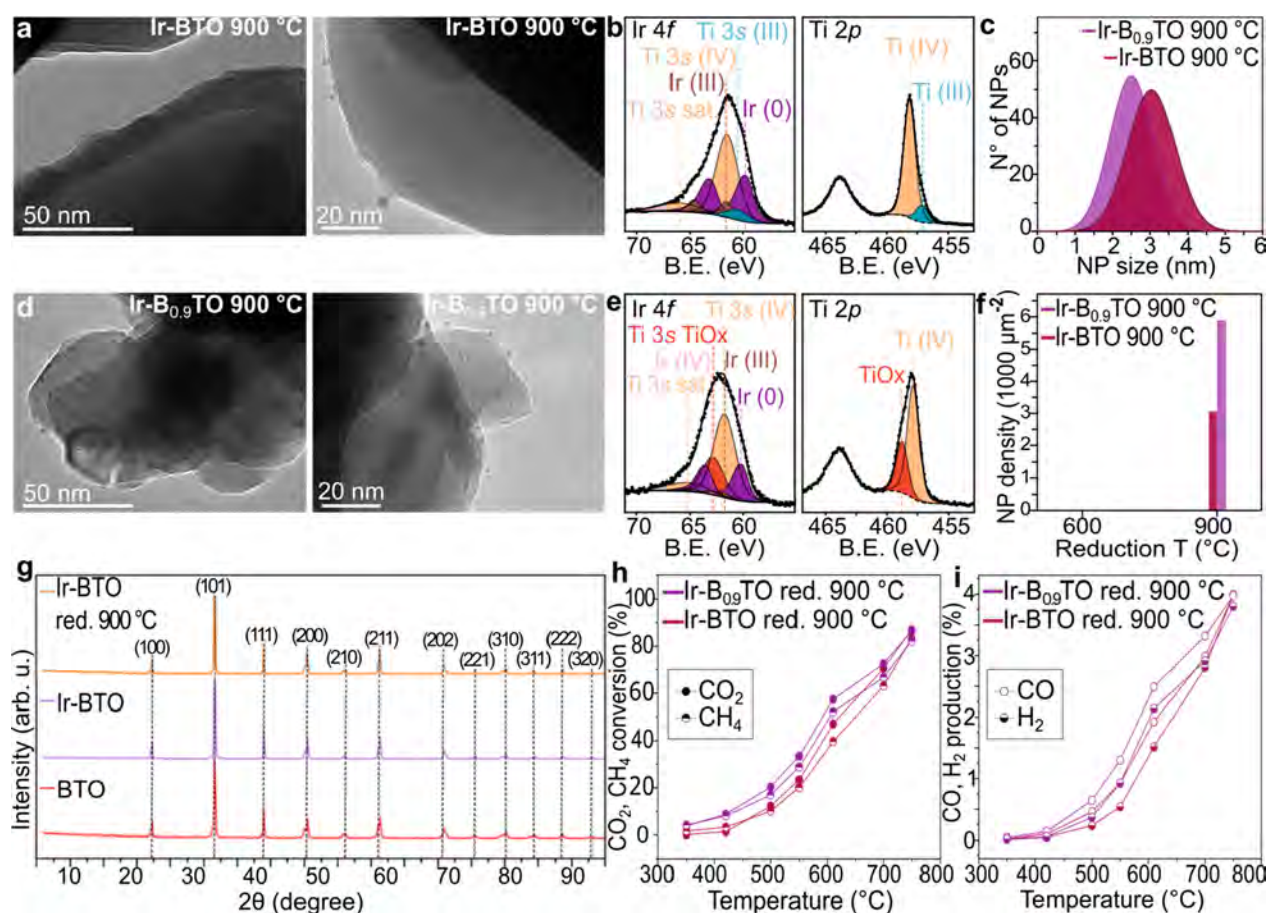 a
Ir-BTO 900 °C
Ir-BTO 900 °C
50 nm
20 nm
b
Ir 4f
Ti 3s (III)
Ti 3s (IV)
Ir (III)
Ti 3s sat.
Ir (0)
70 65 60
B.E. (eV)
Ti 2p
Ti (IV)
Ti (III)
465 460 455
B.E. (eV)
c
Ir-B0.9TO 900 °C
Ir-BTO 900 °C
N° of NPs
60
40
20
0
0 1 2 3 4 5 6
NP size (nm)
d
Ir-B0.9TO 900 °C
TO 900 °C
50 nm
20 nm
e
Ir 4f
Ti 3s (IV)
Ti 3s TiOx
Ir (IV)
Ir (III)
Ti 3s sat.
Ir (0)
70 65 60
B.E. (eV)
Ti 2p
Ti (IV)
TiOx
465 460 455
B.E. (eV)
f
Ir-B0.9TO 900 °C
Ir-BTO 900 °C
NP density (1000 µm⁻²)
6
5
4
3
2
1
0
600 900
Reduction T (°C)
g
Ir-BTO
red. 900 °C
Ir-BTO
BTO
(100)
(101)
(111)
(200)
(210)
(211)
(202)
(221)
(310)
(311)
(222)
(320)
Intensity (arb. u.)
10 20 30 40 50 60 70 80 90
2θ (degree)
h
Ir-B0.9TO red. 900 °C
Ir-BTO red. 900 °C
CO2
CH4
CO2, CH4 conversion (%)
100
80
60
40
20
0
300 400 500 600 700 800
Temperature (°C)
i
Ir-B0.9TO red. 900 °C
Ir-BTO red. 900 °C
CO
H2
CO, H2 production (%)
4
3
2
1
0
300 400 500 600 700 800
Temperature (°C)